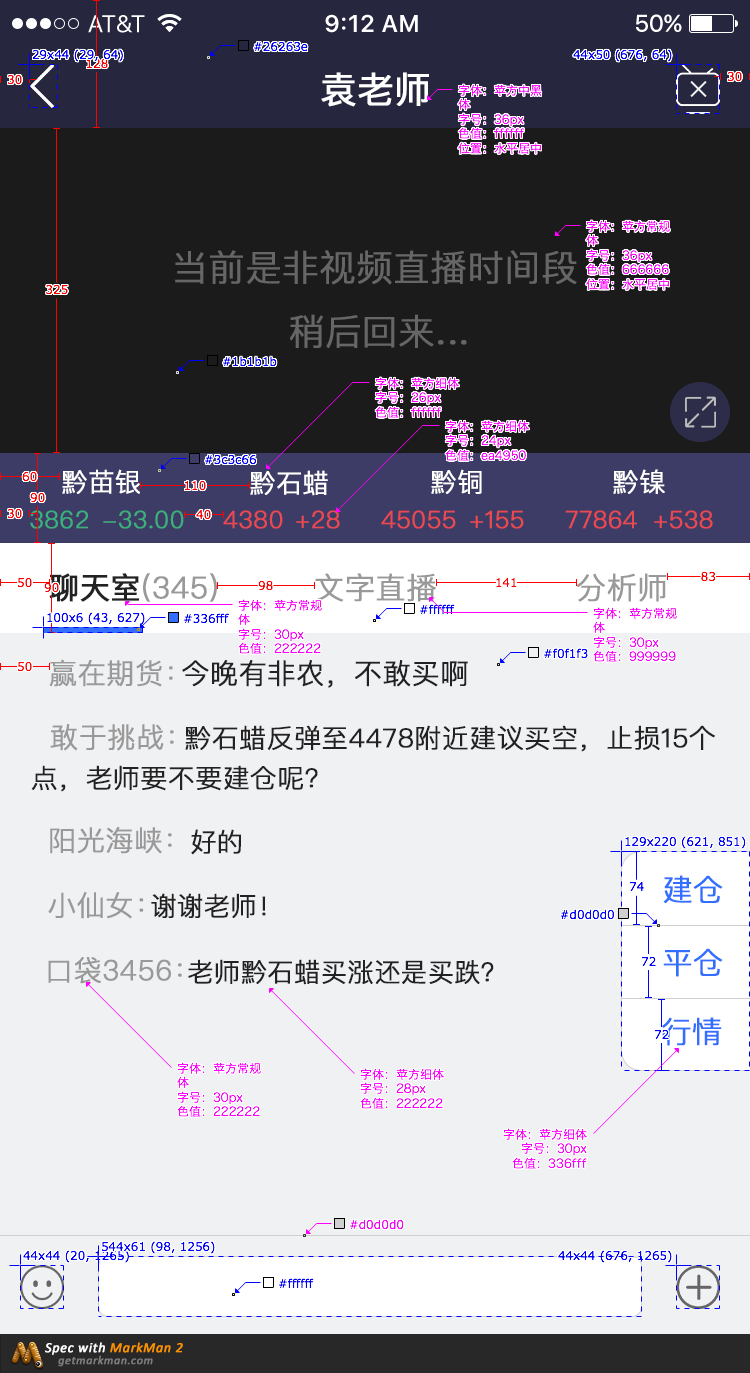 AT&T
9:12 AM
50%
29x44 (29, 64)
128
#26263e
44x50 (676, 64)
30
30
袁老师
字体：苹方中黑
体
字号：36px
色值：ffffff
位置：水平居中
325
当前是非视频直播时间段
稍后回来...
字体：苹方常规
体
字号：36px
色值：666666
位置：水平居中
#1b1b1b
字体：苹方细体
字号：26px
色值：ffffff
字体：苹方细体
字号：24px
色值：ea4950
#3c3c66
60
黔苗银
110
黔石蜡
黔铜
黔镍
90
30
3862 -33.00
40
4380 +28
45055 +155
77864 +538
50
90
聊天室(345)
98
文字直播
141
分析师
83
字体：苹方常规
体
字号：30px
色值：222222
100x6 (43, 627)
#336fff
#ffffff
字体：苹方常规
体
字号：30px
色值：999999
#f0f1f3
50
赢在期货：今晚有非农，不敢买啊
敢于挑战：黔石蜡反弹至4478附近建议买空，止损15个
点，老师要不要建仓呢?
阳光海峡：好的
小仙女：谢谢老师！
口袋3456：老师黔石蜡买涨还是买跌?
129x220 (621, 851)
74
建仓
#d0d0d0
72
平仓
72
行情
字体：苹方常规
体
字号：30px
色值：222222
字体：苹方细体
字号：28px
色值：222222
字体：苹方细体
字号：30px
色值：336fff
#d0d0d0
44x44 (20, 1265)
544x61 (98, 1256)
44x44 (676, 1265)
#ffffff
Spec with MarkMan 2
getmarkman.com